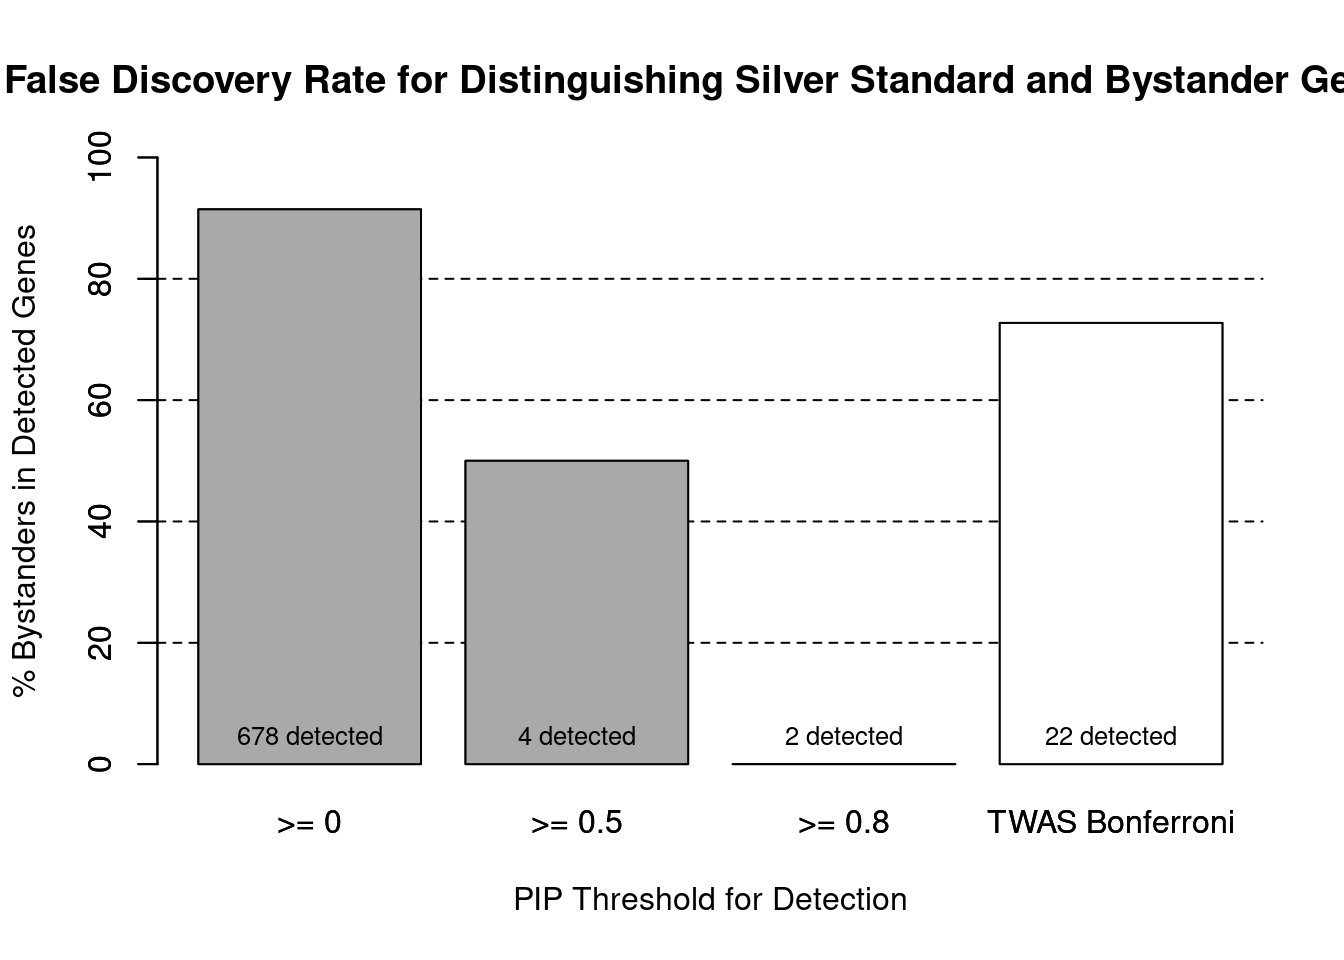 False Discovery Rate for Distinguishing Silver Standard and Bystander Ge
100
80
60
40
20
0
% Bystanders in Detected Genes
678 detected
4 detected
2 detected
22 detected
>= 0
>= 0.5
>= 0.8
TWAS Bonferroni
PIP Threshold for Detection